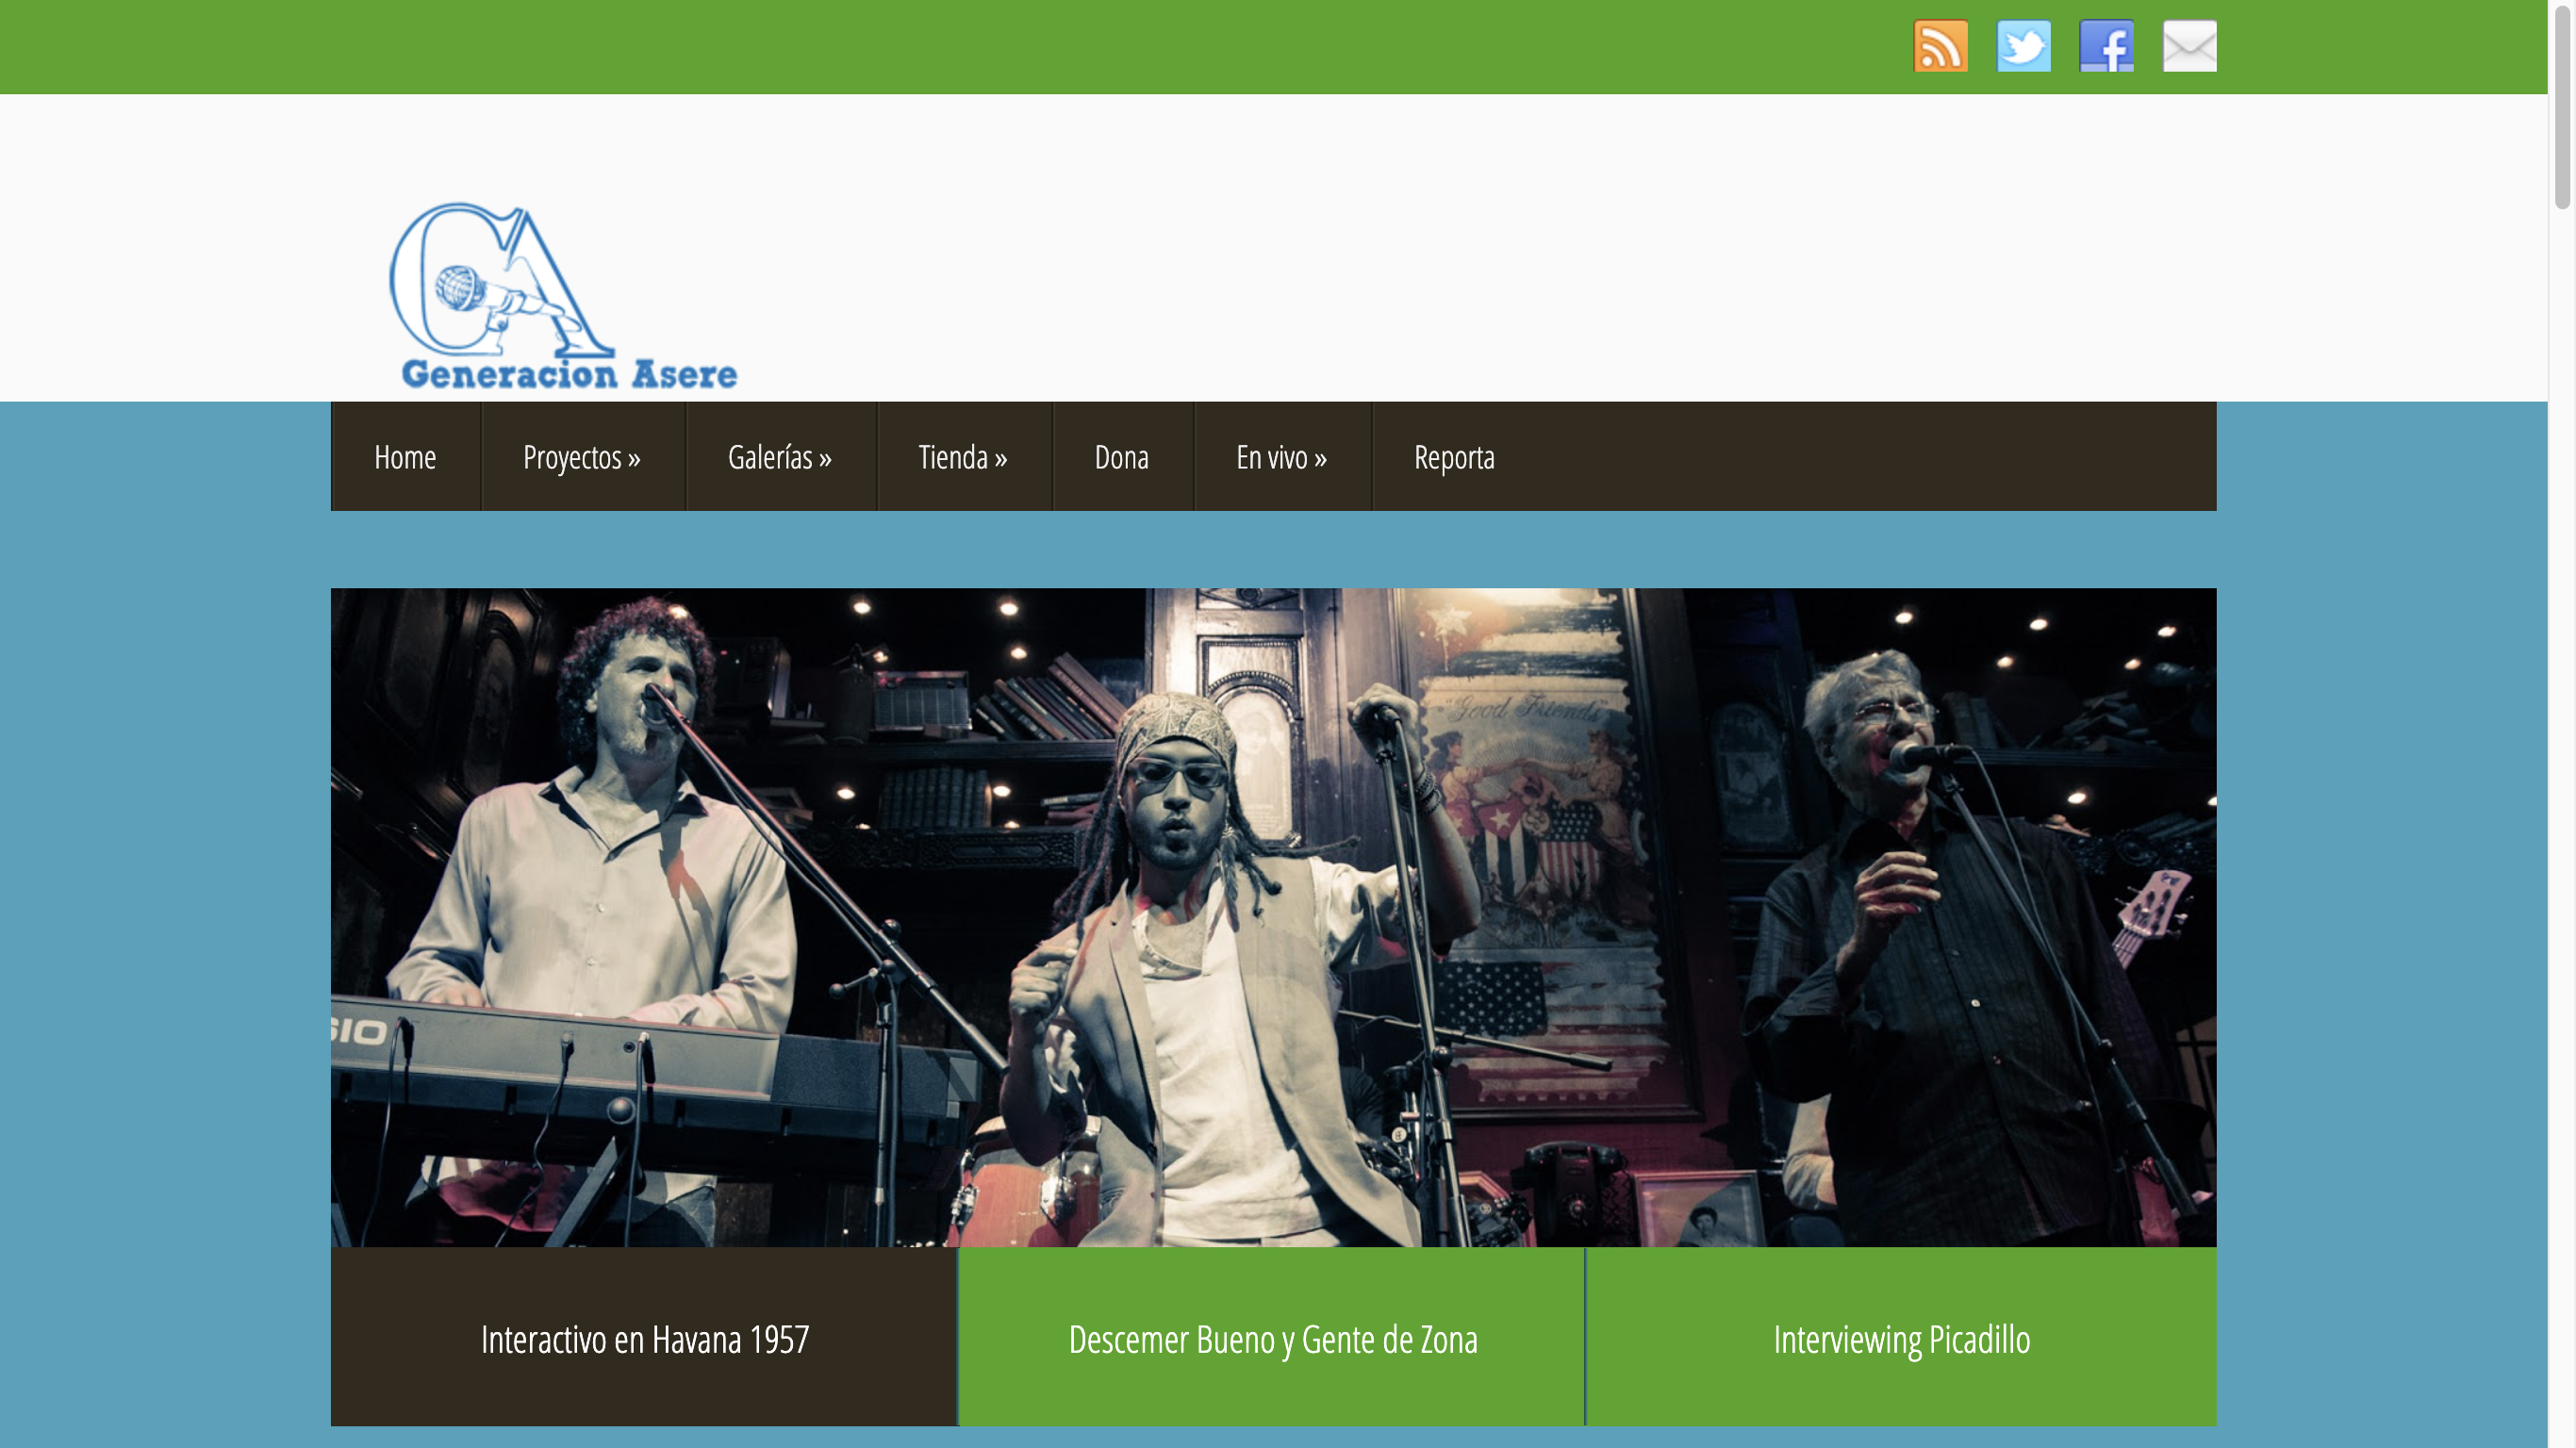 Generacion Asere
Home
Proyectos »
Galerías »
Tienda »
Dona
En vivo »
Reporta
"Good Friends"
SIO
Interactivo en Havana 1957
Descemer Bueno y Gente de Zona
Interviewing Picadillo